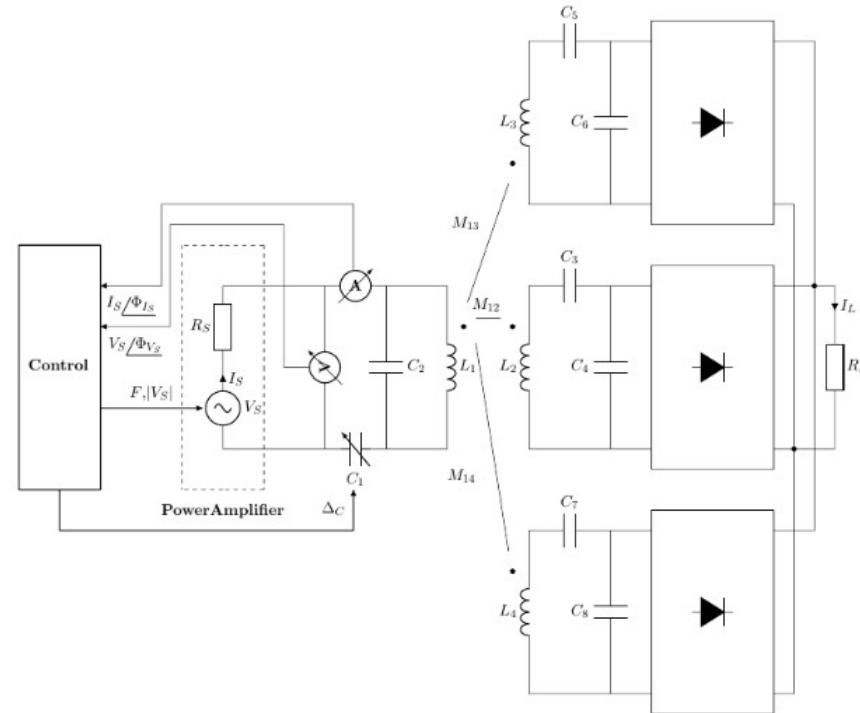 C5
L3
C6
M13
IS/ΦIS
VS/ΦVS
Control
F,|VS|
RS
IS
VS
A
V
C2
L1
C1
PowerAmplifier
ΔC
M12
C3
L2
C4
IL
R
M14
C7
L4
C8